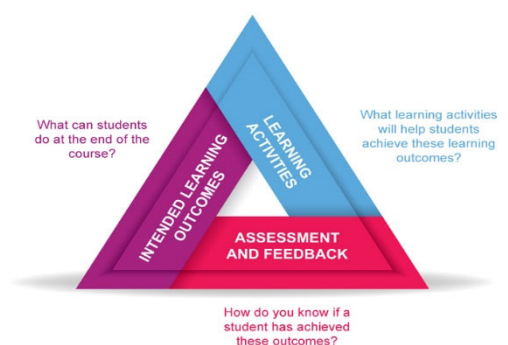 What can students
do at the end of the
course?
INTENDED LEARNING
OUTCOMES
LEARNING
ACTIVITIES
What learning activities
will help students
achieve these learning
outcomes?
ASSESSMENT
AND FEEDBACK
How do you know if a
student has achieved
these outcomes?